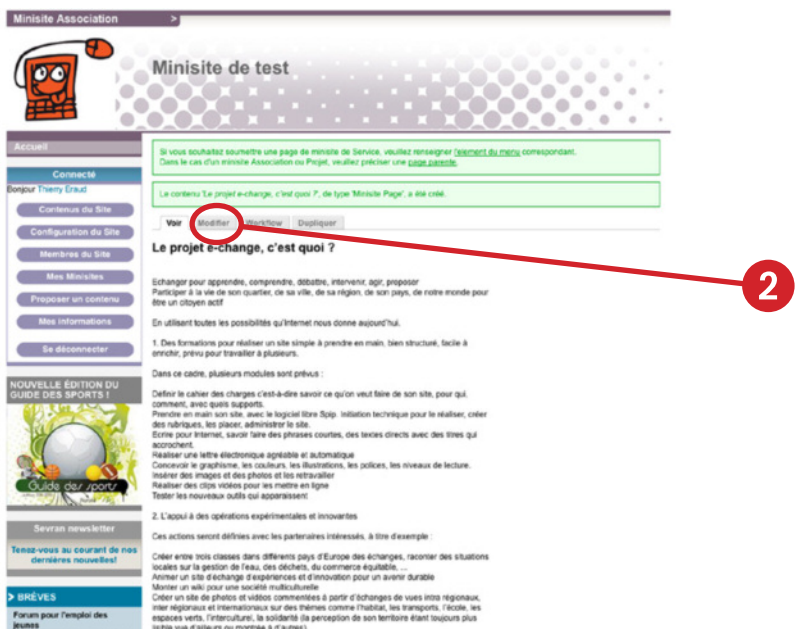 Minisite Association >
Minisite de test
Accueil
Connecté
Bonjour Thierry Eraud
Contenus du Site
Configuration du Site
Membres du Site
Mes Minisites
Proposer un contenu
Mes informations
Se déconnecter
NOUVELLE ÉDITION DU
GUIDE DES SPORTS !
Guide des sports
Sevran newsletter
Tenez-vous au courant de nos
dernières nouvelles!
> BRÈVES
Forum pour l'emploi des
jeunes
Si vous souhaitez soumettre une page de minisite de Service, veuillez renseigner l'element du menu correspondant.
Dans le cas d'un minisite Association ou Projet, veuillez préciser une page parente.
Le contenu 'Le projet e-change, c'est quoi ?', de type 'Minisite Page', a été créé.
Voir Modifier Workflow Dupliquer
2
Le projet e-change, c'est quoi ?
Echanger pour apprendre, comprendre, débattre, intervenir, agir, proposer
Participer à la vie de son quartier, de sa ville, de sa région, de son pays, de notre monde pour
être un citoyen actif
En utilisant toutes les possibilités qu'Internet nous donne aujourd'hui.
1. Des formations pour réaliser un site simple à prendre en main, bien structuré, facile à
enrichir, prévu pour travailler à plusieurs.
Dans ce cadre, plusieurs modules sont prévus :
Definir le cahier des charges c'est-à-dire savoir ce qu'on veut faire de son site, pour qui,
comment, avec quels supports.
Prendre en main son site, avec le logiciel libre Spip. Initiation technique pour le réaliser, créer
des rubriques, les placer, administrer le site.
Ecrire pour Internet, savoir faire des phrases courtes, des textes directs avec des titres qui
accrochent.
Réaliser une lettre électronique agréable et automatique
Concevoir le graphisme, les couleurs, les illustrations, les polices, les niveaux de lecture.
Insérer des images et des photos et les retravailler
Réaliser des clips vidéos pour les mettre en ligne
Tester les nouveaux outils qui apparaissent
2. L'appui à des opérations expérimentales et innovantes
Ces actions seront définies avec les partenaires intéressés, à titre d'exemple :
Créer entre trois classes dans différents pays d'Europe des échanges, raconter des situations
locales sur la gestion de l'eau, des déchets, du commerce équitable, ...
Animer un site d'échange d'expériences et d'innovation pour un avenir durable
Monter un wiki pour une société multiculturelle
Créer un site de photos et vidéos commentées à partir d'échanges de vues intra régionaux,
inter régionaux et internationaux sur des thèmes comme l'habitat, les transports, l'école, les
espaces verts, l'interculturel, la solidarité (la perception de son territoire étant toujours plus
lisible vue d'ailleurs ou montrée à d'autres)